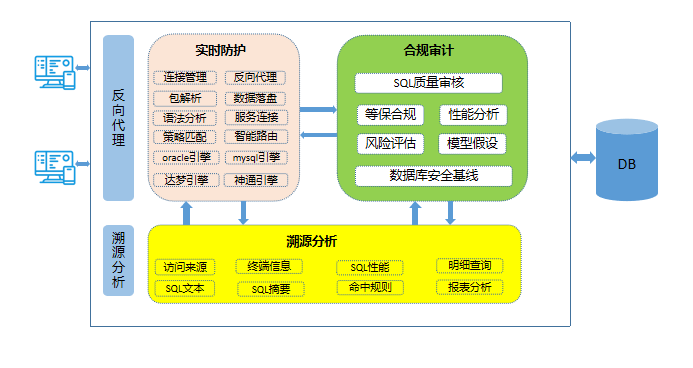 反向代理
实时防护
连接管理
反向代理
包解析
数据落盘
语法分析
服务连接
策略匹配
智能路由
oracle引擎
mysql引擎
达梦引擎
神通引擎
合规审计
SQL质量审核
等保合规
性能分析
风险评估
模型假设
数据库安全基线
DB
溯源分析
溯源分析
访问来源
终端信息
SQL性能
明细查询
SQL文本
SQL摘要
命中规则
报表分析